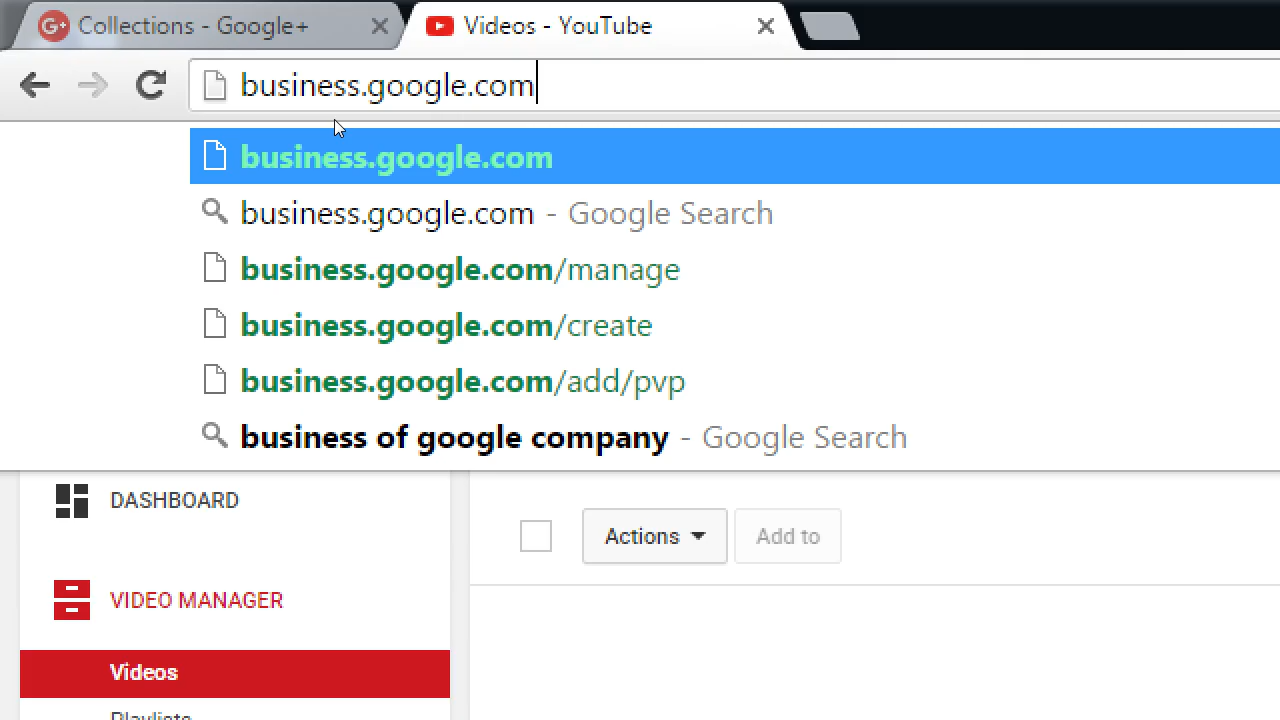 Collections - Google+
Videos - YouTube
business.google.com
business.google.com
business.google.com - Google Search
business.google.com/manage
business.google.com/create
business.google.com/add/pvp
business of google company - Google Search
DASHBOARD
Actions
Add to
VIDEO MANAGER
Videos
Playlists